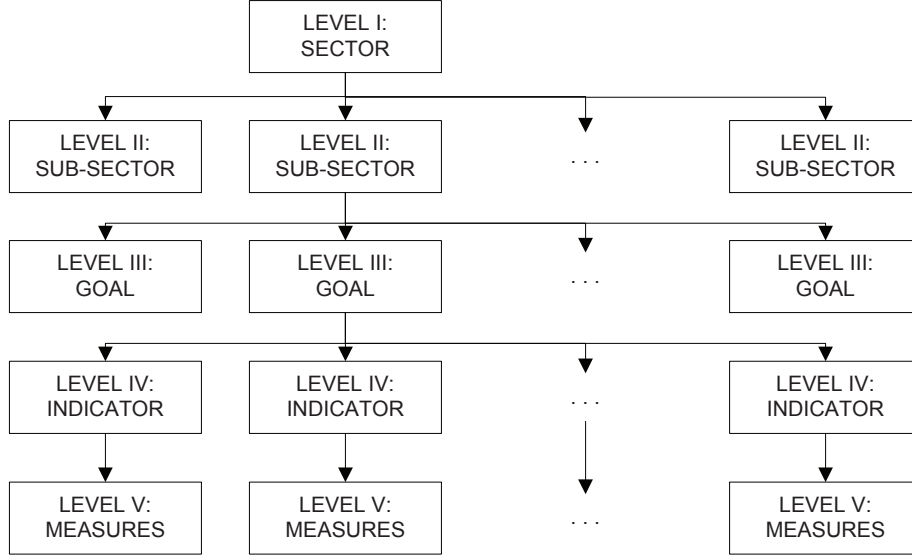 LEVEL I:
SECTOR
LEVEL II:
SUB-SECTOR
LEVEL II:
SUB-SECTOR
. . .
LEVEL II:
SUB-SECTOR
LEVEL III:
GOAL
LEVEL III:
GOAL
. . .
LEVEL III:
GOAL
LEVEL IV:
INDICATOR
LEVEL IV:
INDICATOR
. . .
LEVEL IV:
INDICATOR
LEVEL V:
MEASURES
LEVEL V:
MEASURES
. . .
LEVEL V:
MEASURES